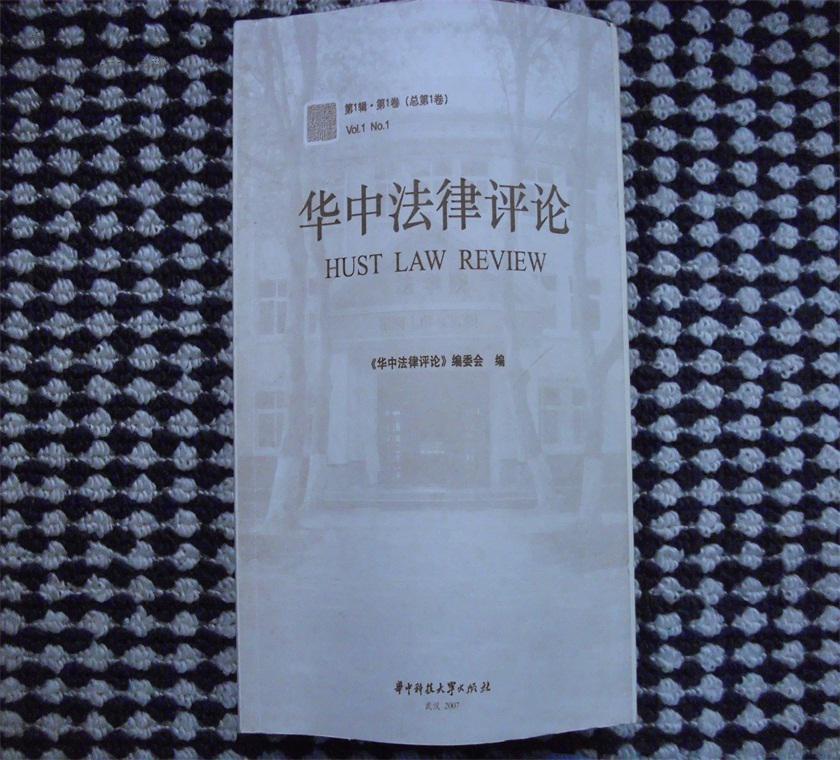 第1辑·第1卷（总第1卷）
Vol.1 No.1
华中法律评论
HUST LAW REVIEW
《华中法律评论》编委会 编
华中科技大学出版社
武汉 2007